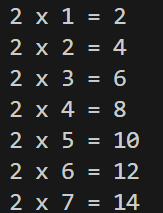 2 x 1 = 2
2 x 2 = 4
2 x 3 = 6
2 x 4 = 8
2 x 5 = 10
2 x 6 = 12
2 x 7 = 14